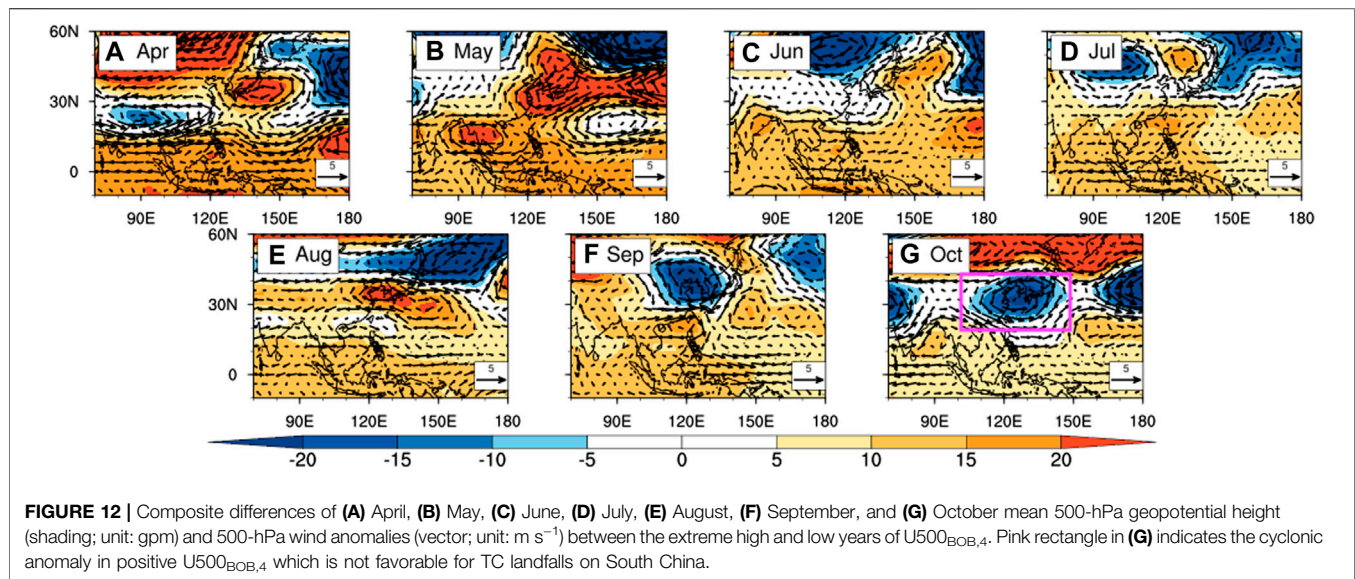 60N
30N
0
A Apr
B May
C Jun
D Jul
5
5
5
5
90E 120E 150E 180
90E 120E 150E 180
90E 120E 150E 180
90E 120E 150E 180
60N
30N
0
E Aug
F Sep
G Oct
5
5
5
90E 120E 150E 180
90E 120E 150E 180
90E 120E 150E 180
-20 -15 -10 -5 0 5 10 15 20
FIGURE 12 | Composite differences of (A) April, (B) May, (C) June, (D) July, (E) August, (F) September, and (G) October mean 500-hPa geopotential height
(shading; unit: gpm) and 500-hPa wind anomalies (vector; unit: m s⁻¹) between the extreme high and low years of U500BOB,4. Pink rectangle in (G) indicates the cyclonic
anomaly in positive U500BOB,4 which is not favorable for TC landfalls on South China.